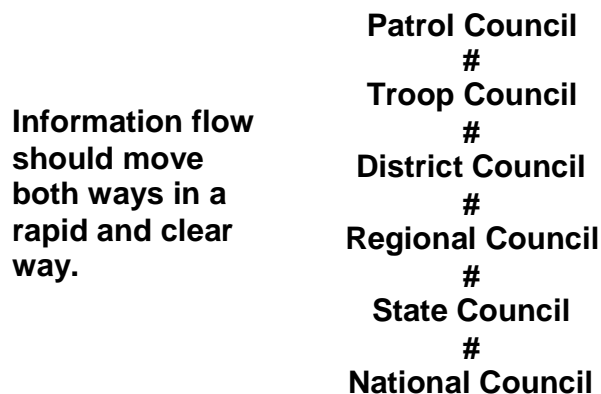 Information flow
should move
both ways in a
rapid and clear
way.
Patrol Council
#
Troop Council
#
District Council
#
Regional Council
#
State Council
#
National Council